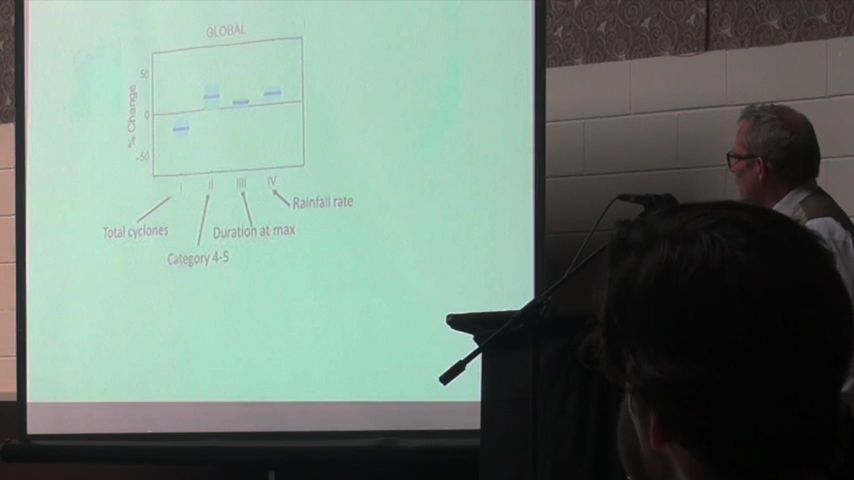 GLOBAL
50
% Change
0
-50
I II III IV
Rainfall rate
Total cyclones
Duration at max
Category 4-5